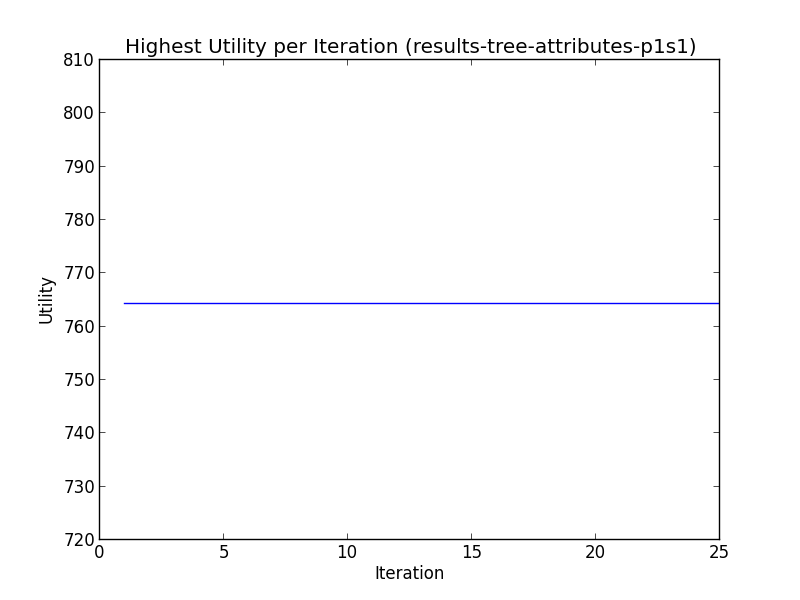 Highest Utility per Iteration (results-tree-attributes-p1s1)
810
800
790
780
770
760
750
740
730
720
Utility
0 5 10 15 20 25
Iteration